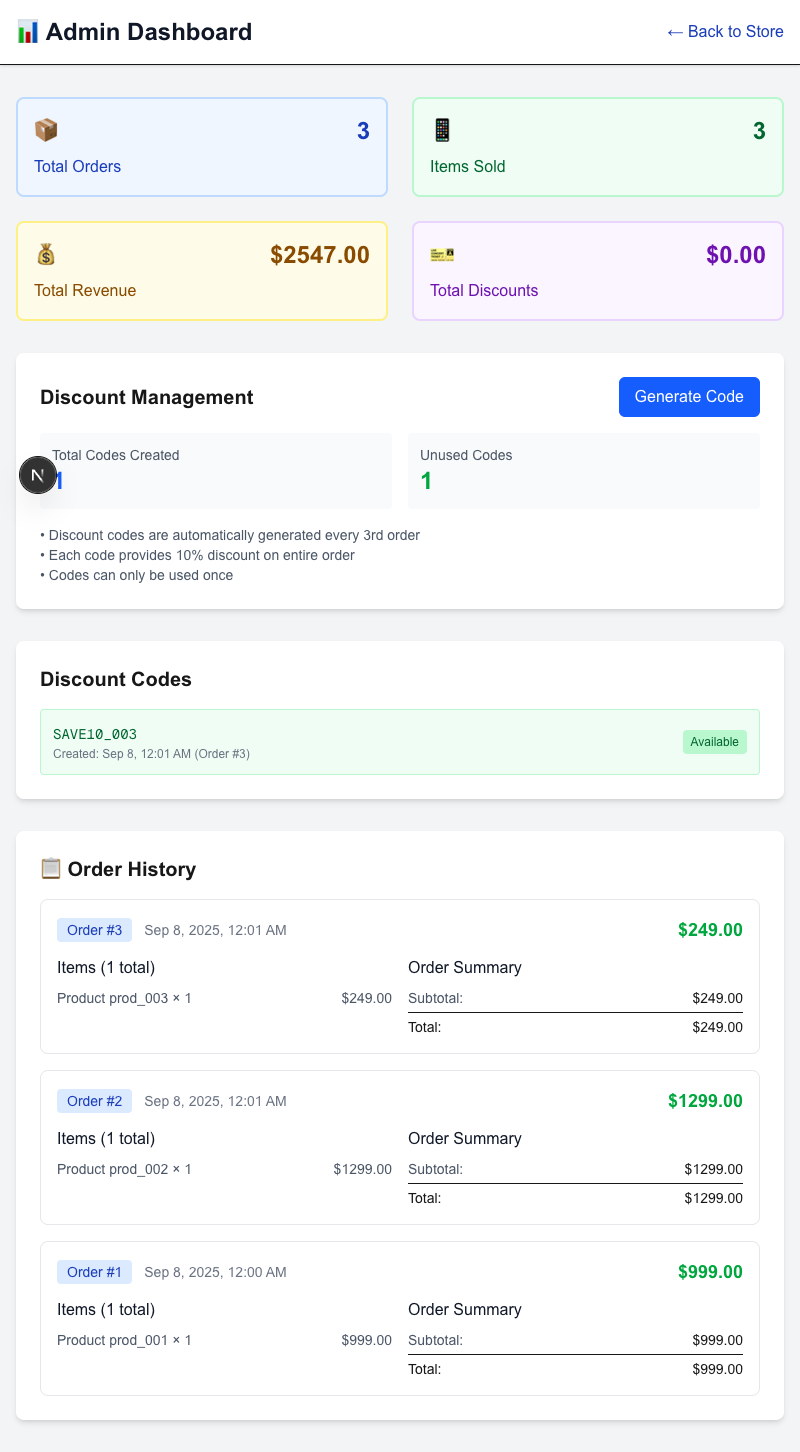 Admin Dashboard
← Back to Store
3
Total Orders
3
Items Sold
$2547.00
Total Revenue
$0.00
Total Discounts
Discount Management
Generate Code
Total Codes Created
1
Unused Codes
1
N
• Discount codes are automatically generated every 3rd order
• Each code provides 10% discount on entire order
• Codes can only be used once
Discount Codes
SAVE10_003
Created: Sep 8, 12:01 AM (Order #3)
Available
Order History
Order #3 Sep 8, 2025, 12:01 AM $249.00
Items (1 total)
Product prod_003 × 1 $249.00
Order Summary
Subtotal: $249.00
Total: $249.00
Order #2 Sep 8, 2025, 12:01 AM $1299.00
Items (1 total)
Product prod_002 × 1 $1299.00
Order Summary
Subtotal: $1299.00
Total: $1299.00
Order #1 Sep 8, 2025, 12:00 AM $999.00
Items (1 total)
Product prod_001 × 1 $999.00
Order Summary
Subtotal: $999.00
Total: $999.00